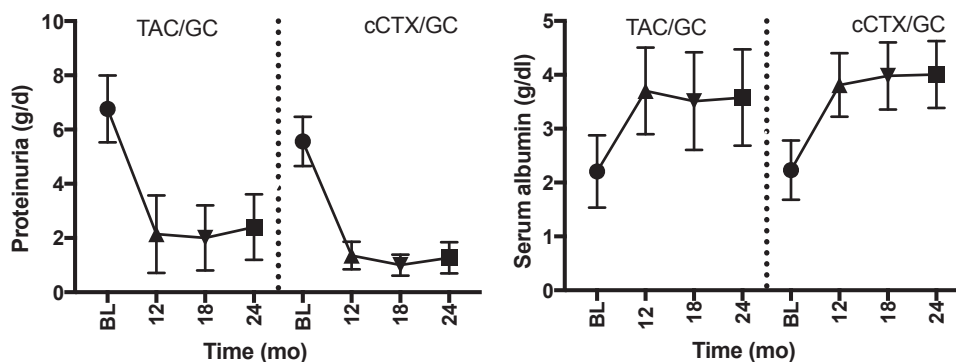 TAC/GC
cCTX/GC
Proteinuria (g/d)
10
8
6
4
2
0
BL
12
18
24
BL
12
18
24
Time (mo)
TAC/GC
cCTX/GC
Serum albumin (g/dl)
5
4
3
2
1
0
BL
12
18
24
BL
12
18
24
Time (mo)